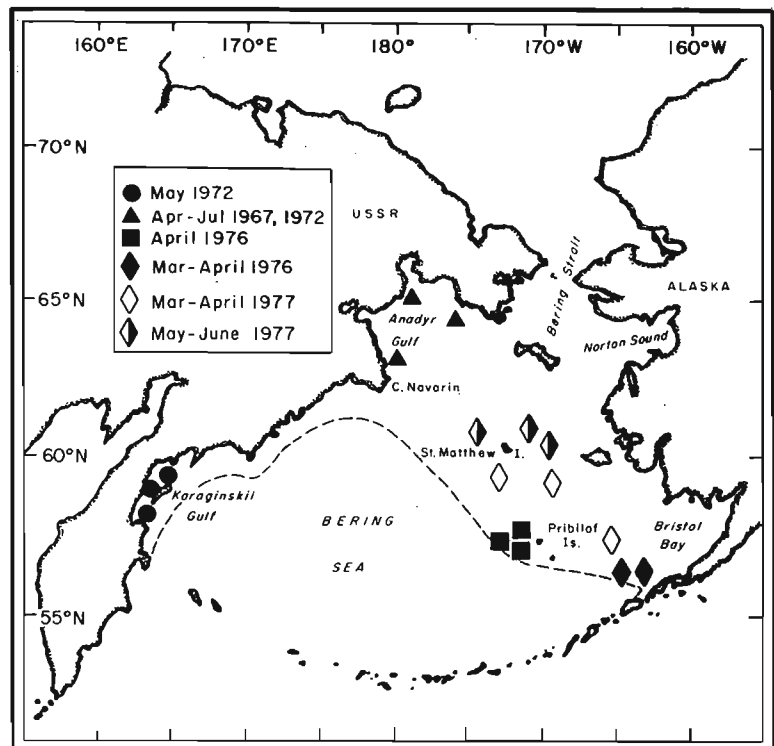 160°E 170°E 180° 170°W 160°W
70°N
65°N
60°N
55°N
May 1972
Apr-Jul 1967, 1972
April 1976
Mar-April 1976
Mar-April 1977
May-June 1977
USSR
Bering Strait
ALASKA
Anadyr
Gulf
Norton Sound
C. Navarin
St. Matthew I.
Karaginskii
Gulf
BERING
SEA
Pribilof
Is.
Bristol
Bay